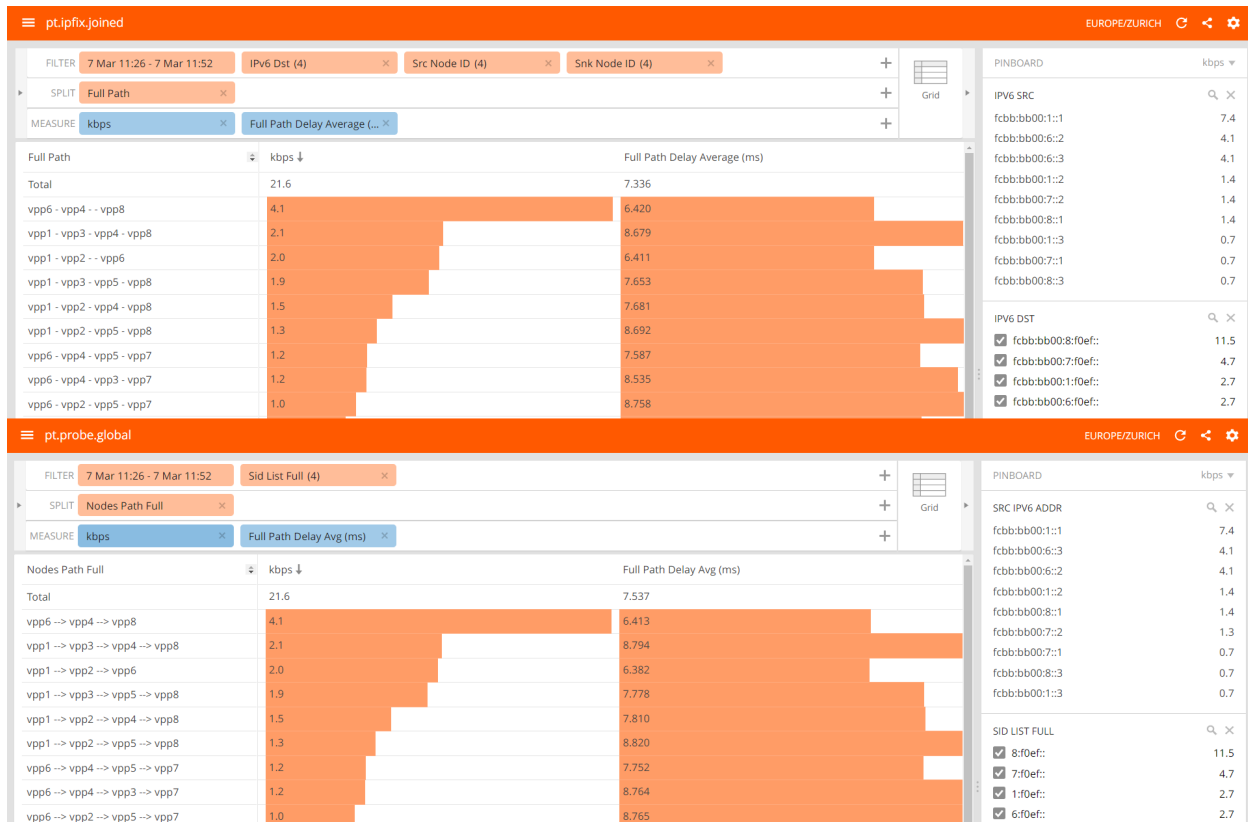 pt.ipfix.joined EUROPE/ZURICH
FILTER 7 Mar 11:26 - 7 Mar 11:52 IPv6 Dst (4) × Src Node ID (4) × Snk Node ID (4) × +
SPLIT Full Path × +
MEASURE kbps × Full Path Delay Average (... × +
Grid
Full Path kbps ↓ Full Path Delay Average (ms)
Total 21.6 7.336
vpp6 - vpp4 - - vpp8 4.1 6.420
vpp1 - vpp3 - vpp4 - vpp8 2.1 8.679
vpp1 - vpp2 - - vpp6 2.0 6.411
vpp1 - vpp3 - vpp5 - vpp8 1.9 7.653
vpp1 - vpp2 - vpp4 - vpp8 1.5 7.681
vpp1 - vpp2 - vpp5 - vpp8 1.3 8.692
vpp6 - vpp4 - vpp5 - vpp7 1.2 7.587
vpp6 - vpp4 - vpp3 - vpp7 1.2 8.535
vpp6 - vpp2 - vpp5 - vpp7 1.0 8.758
PINBOARD kbps
IPV6 SRC ×
fcbb:bb00:1::1 7.4
fcbb:bb00:6::2 4.1
fcbb:bb00:6::3 4.1
fcbb:bb00:1::2 1.4
fcbb:bb00:7::2 1.4
fcbb:bb00:8::1 1.4
fcbb:bb00:1::3 0.7
fcbb:bb00:7::1 0.7
fcbb:bb00:8::3 0.7
IPV6 DST ×
fcbb:bb00:8:f0ef:: 11.5
fcbb:bb00:7:f0ef:: 4.7
fcbb:bb00:1:f0ef:: 2.7
fcbb:bb00:6:f0ef:: 2.7
pt.probe.global EUROPE/ZURICH
FILTER 7 Mar 11:26 - 7 Mar 11:52 Sid List Full (4) × +
SPLIT Nodes Path Full × +
MEASURE kbps × Full Path Delay Avg (ms) × +
Grid
Nodes Path Full kbps ↓ Full Path Delay Avg (ms)
Total 21.6 7.537
vpp6 --> vpp4 --> vpp8 4.1 6.413
vpp1 --> vpp3 --> vpp4 --> vpp8 2.1 8.794
vpp1 --> vpp2 --> vpp6 2.0 6.382
vpp1 --> vpp3 --> vpp5 --> vpp8 1.9 7.778
vpp1 --> vpp2 --> vpp4 --> vpp8 1.5 7.810
vpp1 --> vpp2 --> vpp5 --> vpp8 1.3 8.820
vpp6 --> vpp4 --> vpp5 --> vpp7 1.2 7.752
vpp6 --> vpp4 --> vpp3 --> vpp7 1.2 8.764
vpp6 --> vpp2 --> vpp5 --> vpp7 1.0 8.765
PINBOARD kbps
SRC IPV6 ADDR ×
fcbb:bb00:1::1 7.4
fcbb:bb00:6::3 4.1
fcbb:bb00:6::2 4.1
fcbb:bb00:1::2 1.4
fcbb:bb00:8::1 1.4
fcbb:bb00:7::2 1.3
fcbb:bb00:7::1 0.7
fcbb:bb00:8::3 0.7
fcbb:bb00:1::3 0.7
SID LIST FULL ×
8:f0ef:: 11.5
7:f0ef:: 4.7
1:f0ef:: 2.7
6:f0ef:: 2.7